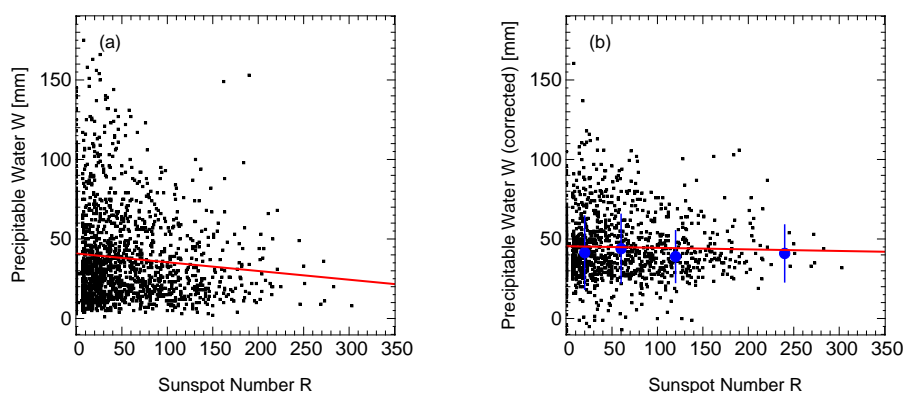 (a)
Precipitable Water W [mm]
150
100
50
0
0 50 100 150 200 250 300 350
Sunspot Number R
(b)
Precipitable Water W (corrected) [mm]
150
100
50
0
0 50 100 150 200 250 300 350
Sunspot Number R